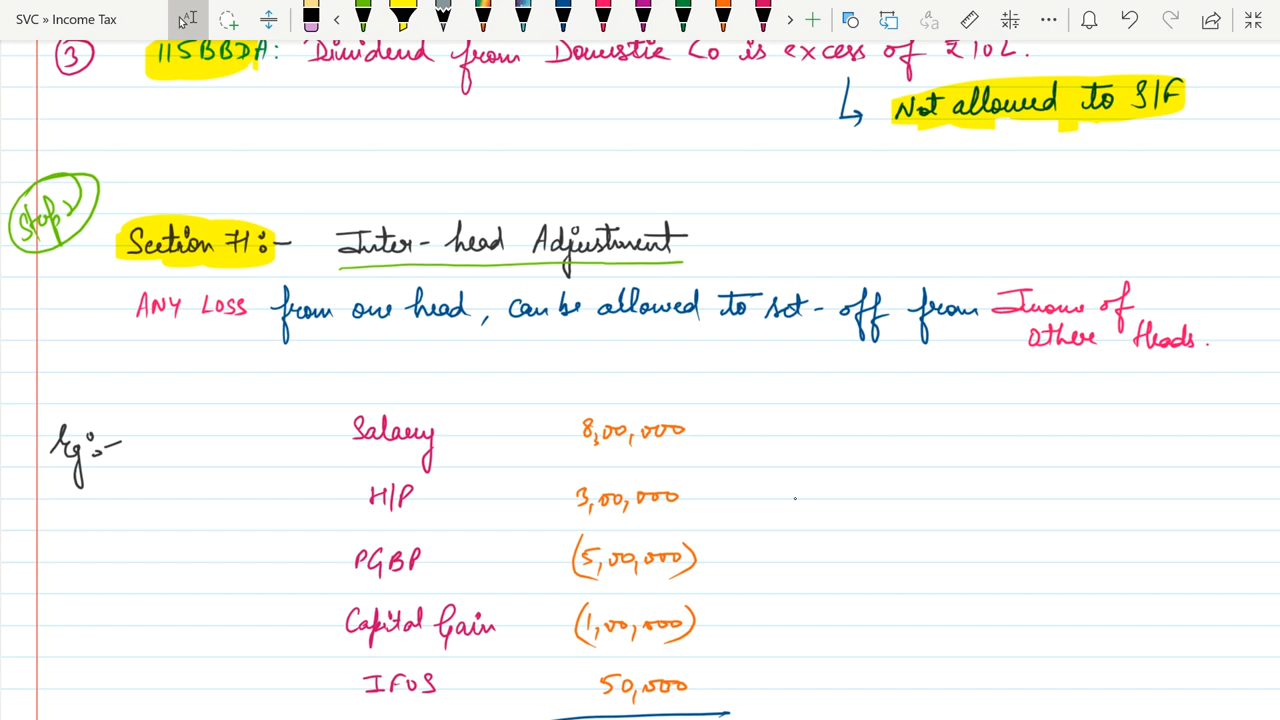 SVC » Income Tax
③ 115BBDA: Dividend from Domestic Co is excess of ₹10L.
↳ Not allowed to S/F
Step 2
Section 71:- Inter-head Adjustment
ANY LOSS from one head, can be allowed to set-off from Income of
Other Heads.
Eg:- Salary 8,00,000
H/P 3,00,000
PGBP (5,00,000)
Capital Gain (1,00,000)
IFOS 50,000